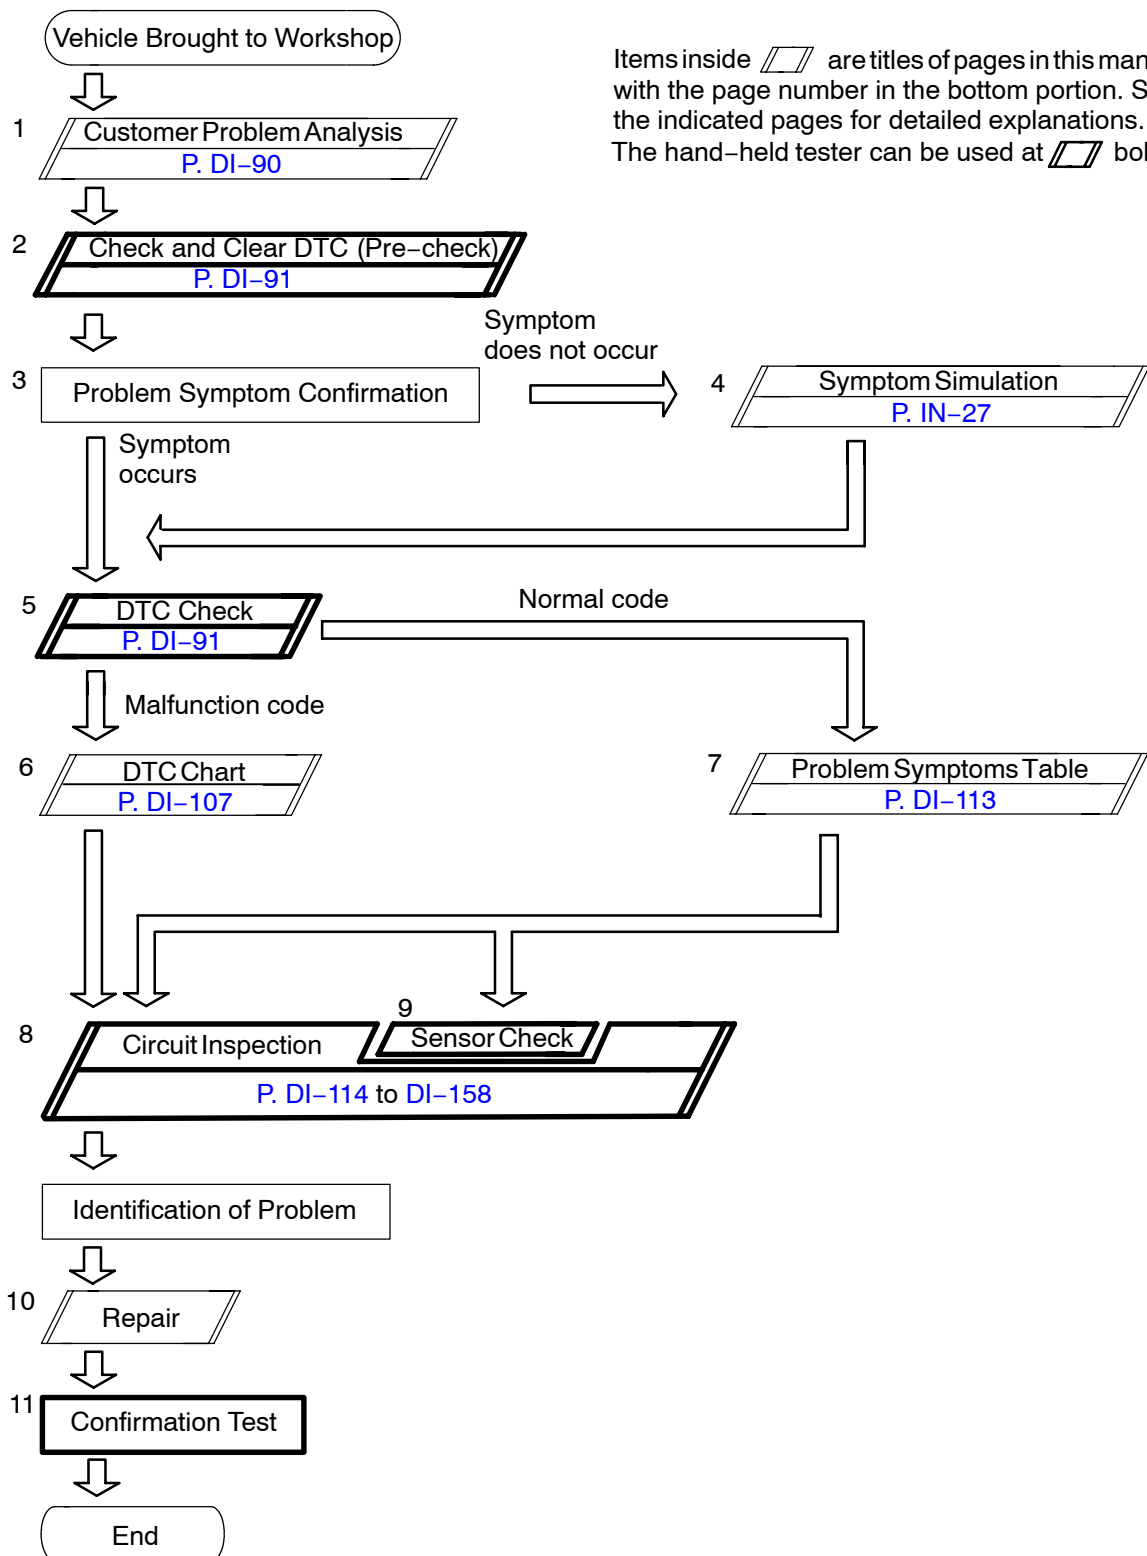 Vehicle Brought to Workshop
Items inside are titles of pages in this man
with the page number in the bottom portion. S
the indicated pages for detailed explanations.
The hand-held tester can be used at bol
1
Customer Problem Analysis
P. DI-90
2
Check and Clear DTC (Pre-check)
P. DI-91
Symptom
does not occur
3
Problem Symptom Confirmation
4
Symptom Simulation
P. IN-27
Symptom
occurs
5
DTC Check
P. DI-91
Normal code
Malfunction code
6
DTC Chart
P. DI-107
7
Problem Symptoms Table
P. DI-113
8
Circuit Inspection
9
Sensor Check
P. DI-114 to DI-158
Identification of Problem
10
Repair
11
Confirmation Test
End